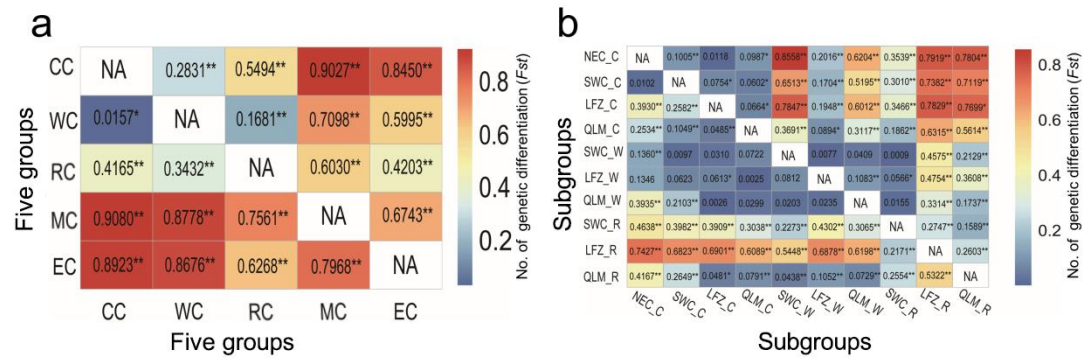 a
CC NA 0.2831** 0.5494** 0.9027** 0.8450**
WC 0.0157* NA 0.1681** 0.7098** 0.5995**
RC 0.4165** 0.3432** NA 0.6030** 0.4203**
MC 0.9080** 0.8778** 0.7561** NA 0.6743**
EC 0.8923** 0.8676** 0.6268** 0.7968** NA
CC WC RC MC EC
Five groups
Five groups
0.8
0.6
0.4
0.2
No. of genetic differentiation (Fst)
b
NEC_C NA 0.1005** 0.0118 0.0987* 0.8558** 0.2016** 0.6204** 0.3539** 0.7919** 0.7804**
SWC_C 0.0102 NA 0.0754* 0.0602* 0.6513** 0.1704** 0.5195** 0.3010** 0.7382** 0.7119**
LFZ_C 0.3930** 0.2582** NA 0.0664* 0.7847** 0.1948** 0.6012** 0.3466** 0.7829** 0.7699*
QLM_C 0.2534** 0.1049** 0.0485** NA 0.3691** 0.0894* 0.3117** 0.1862** 0.6315** 0.5614**
SWC_W 0.1360** 0.0097 0.0310 0.0722 NA 0.0077 0.0409 0.0009 0.4575** 0.2129**
LFZ_W 0.1346 0.0623 0.0613* 0.0025 0.0812 NA 0.1083** 0.0566* 0.4754** 0.3608**
QLM_W 0.3935** 0.2103** 0.0026 0.0299 0.0203 0.0235 NA 0.0155 0.3314** 0.1737**
SWC_R 0.4638** 0.3982** 0.3909** 0.3038** 0.2273** 0.4302** 0.3065** NA 0.2747** 0.1589**
LFZ_R 0.7427** 0.6823** 0.6901** 0.6089** 0.5448** 0.6878** 0.6198** 0.2171** NA 0.2603**
QLM_R 0.4167** 0.2649** 0.0481* 0.0791** 0.0438** 0.1052** 0.0729** 0.2554** 0.5322** NA
NEC_C SWC_C LFZ_C QLM_C SWC_W LFZ_W QLM_W SWC_R LFZ_R QLM_R
Subgroups
Subgroups
0.8
0.6
0.4
0.2
No. of genetic differentiation (Fst)